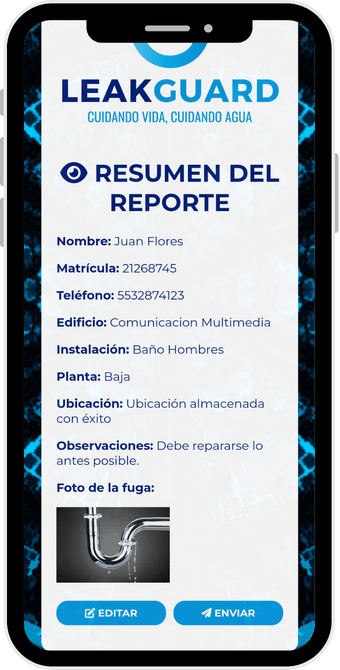 LEAKGUARD
CUIDANDO VIDA, CUIDANDO AGUA
RESUMEN DEL
REPORTE
Nombre: Juan Flores
Matrícula: 21268745
Teléfono: 5532874123
Edificio: Comunicacion Multimedia
Instalación: Baño Hombres
Planta: Baja
Ubicación: Ubicación almacenada
con éxito
Observaciones: Debe repararse lo
antes posible.
Foto de la fuga:
EDITAR
ENVIAR